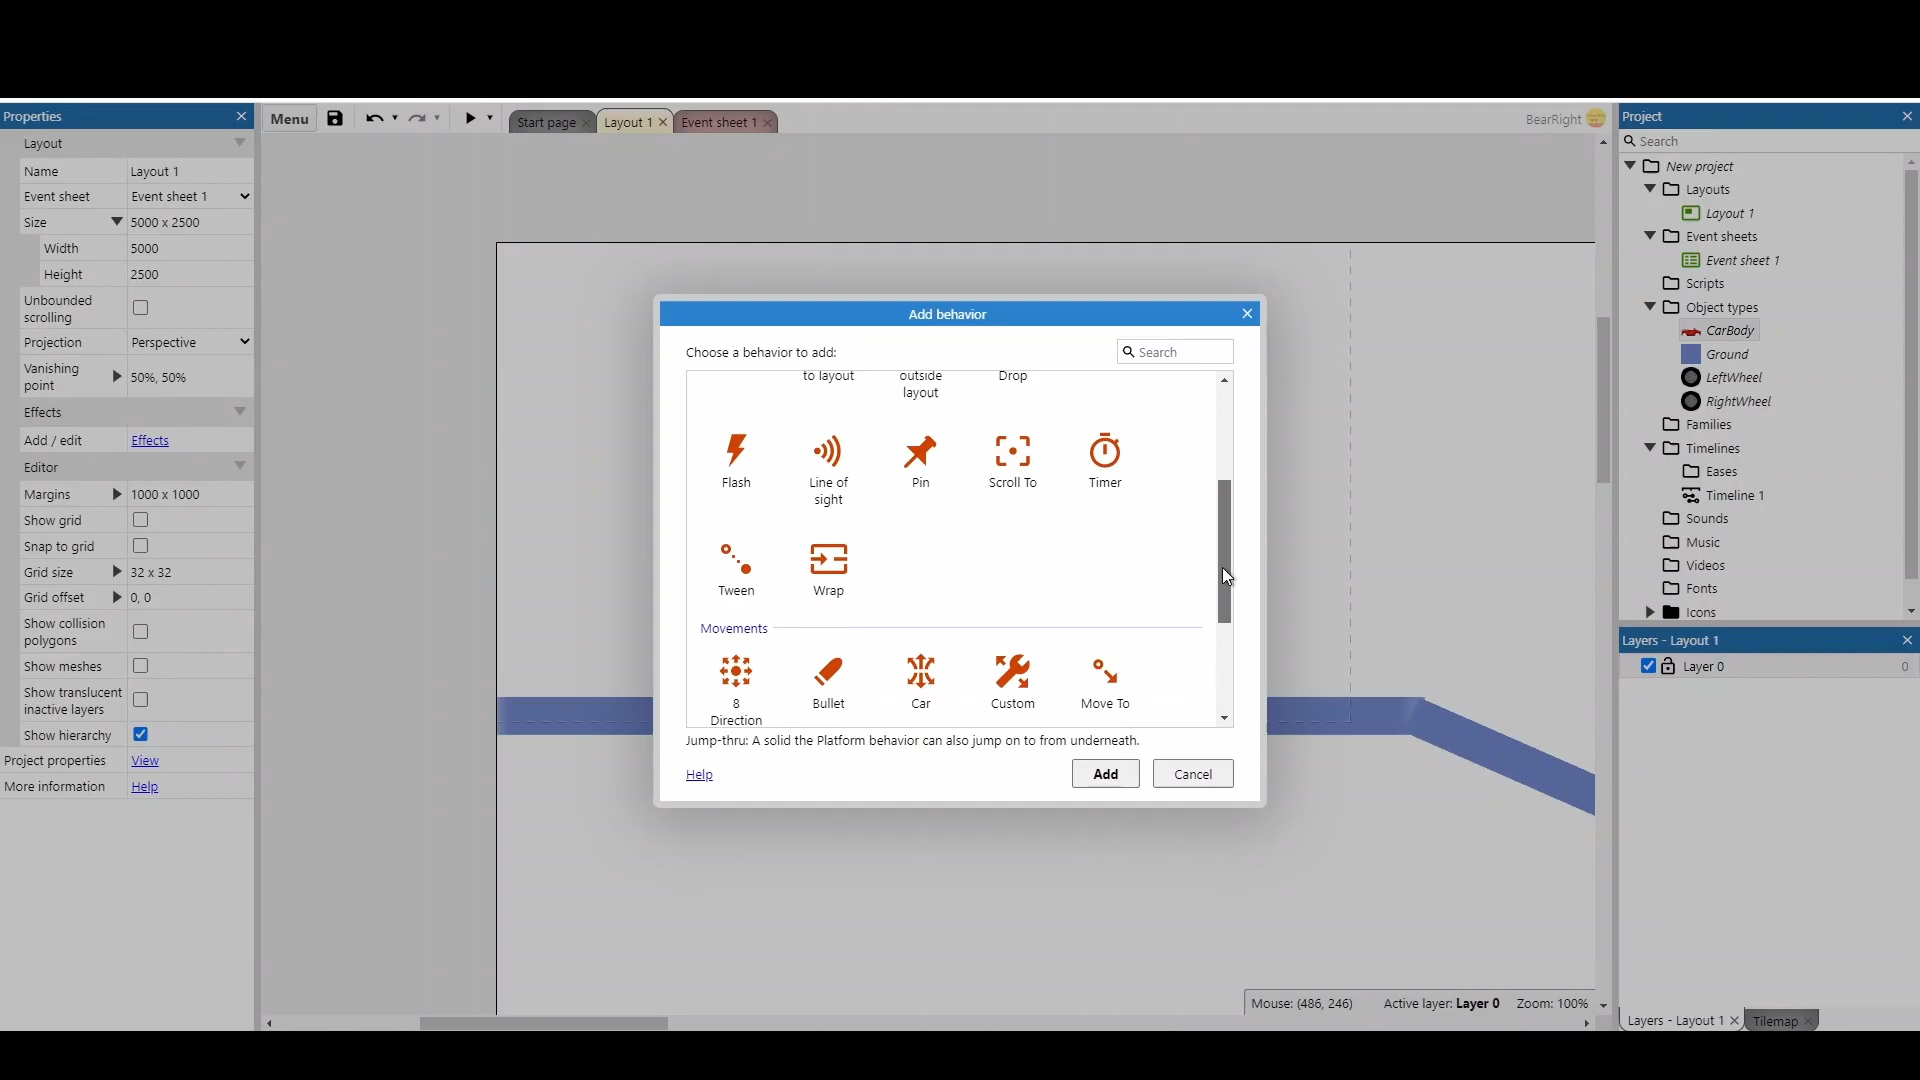 Properties
Menu
Start page
Layout 1
Event sheet 1
BearRight
Project
Layout
Name Layout 1
Event sheet Event sheet 1
Size 5000 x 2500
Width 5000
Height 2500
Unbounded
scrolling
Projection Perspective
Vanishing
point
50%, 50%
Effects
Add / edit Effects
Editor
Margins 1000 x 1000
Show grid
Snap to grid
Grid size 32 x 32
Grid offset 0, 0
Show collision
polygons
Show meshes
Show translucent
inactive layers
Show hierarchy
Project properties View
More information Help
Add behavior
Choose a behavior to add:
Search
to layout
outside
layout
Drop
Flash
Line of
sight
Pin
Scroll To
Timer
Tween
Wrap
Movements
8
Direction
Bullet
Car
Custom
Move To
Jump-thru: A solid the Platform behavior can also jump on to from underneath.
Help
Add
Cancel
Mouse: (486, 246) Active layer: Layer 0 Zoom: 100%
Search
New project
Layouts
Layout 1
Event sheets
Event sheet 1
Scripts
Object types
CarBody
Ground
LeftWheel
RightWheel
Families
Timelines
Eases
Timeline 1
Sounds
Music
Videos
Fonts
Icons
Layers - Layout 1
Layer 0 0
Layers - Layout 1
Tilemap